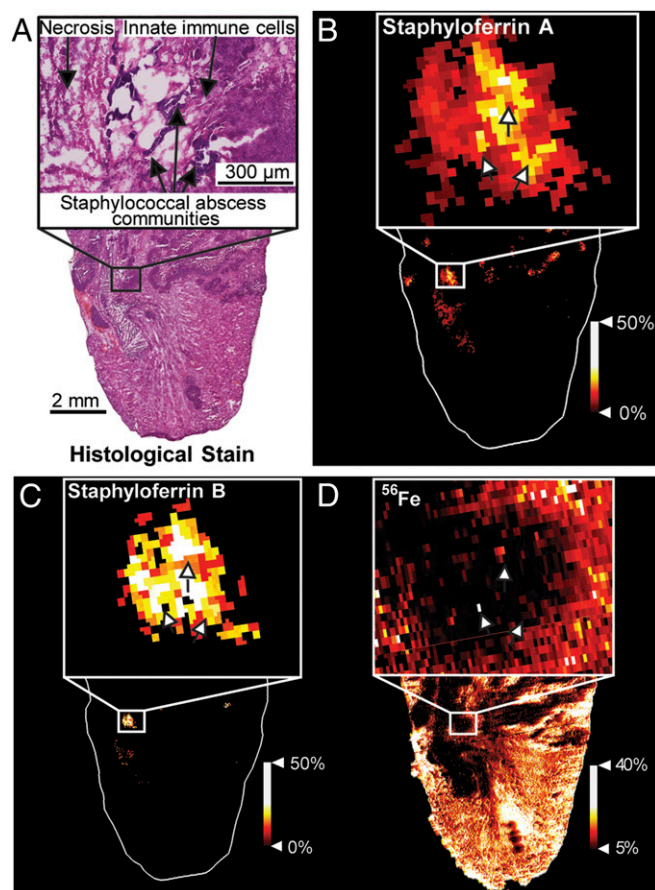 A
Necrosis Innate immune cells
300 µm
Staphylococcal abscess
communities
2 mm
Histological Stain
B
Staphyloferrin A
50%
0%
C
Staphyloferrin B
50%
0%
D
⁵⁶Fe
40%
5%